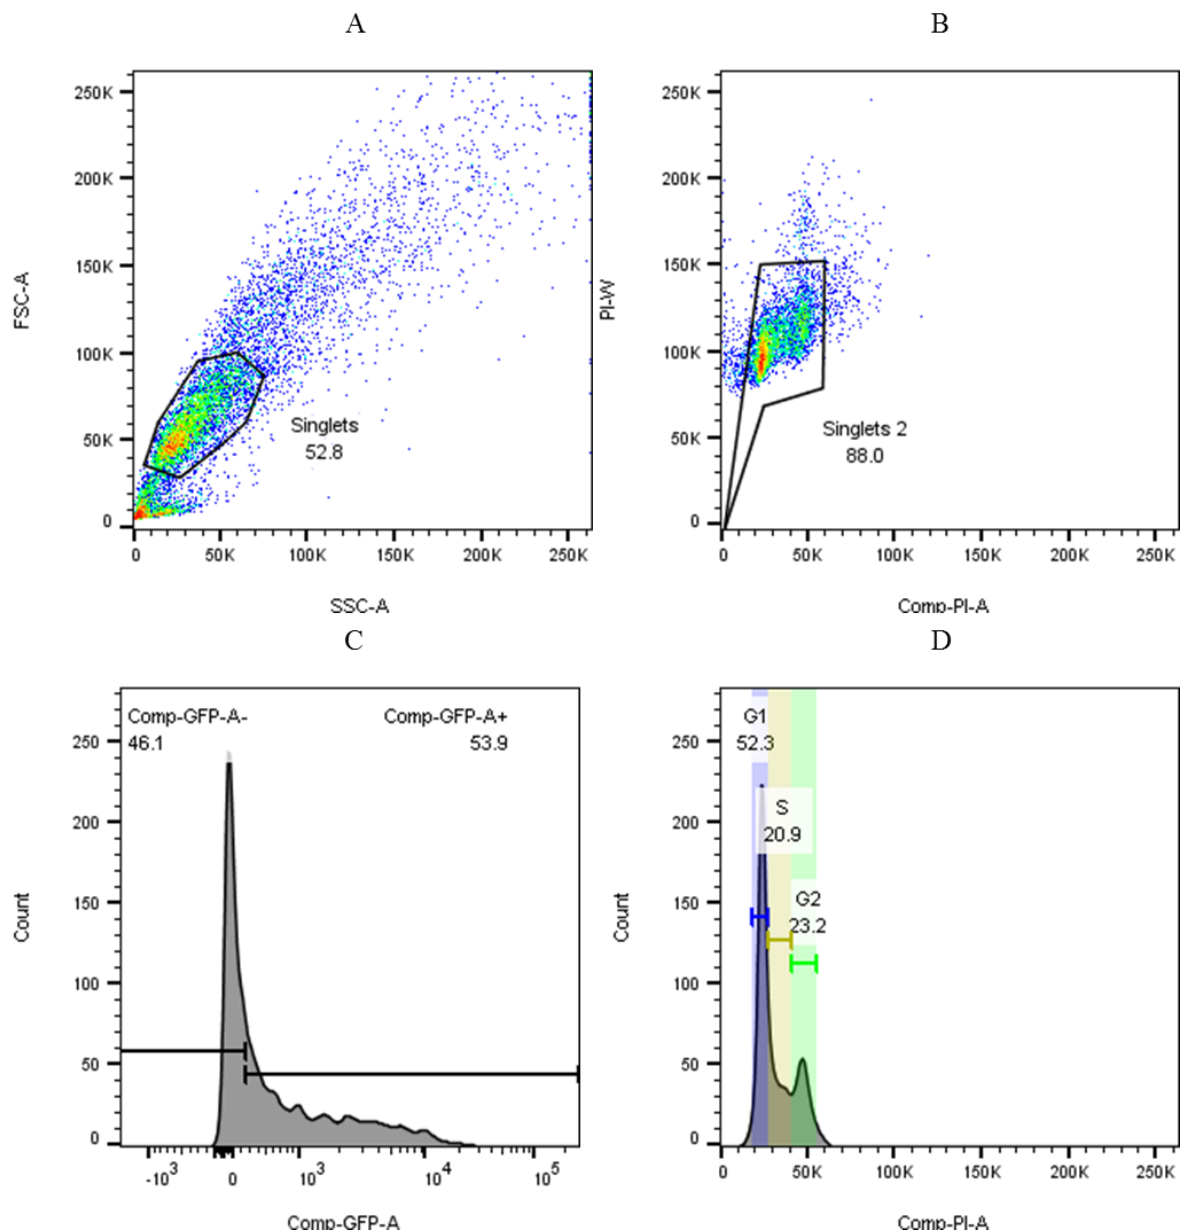 A
B
250K
200K
150K
100K
50K
0
FSC-A
Singlets
52.8
0 50K 100K 150K 200K 250K
SSC-A
250K
200K
150K
100K
50K
0
PI-W
Singlets 2
88.0
0 50K 100K 150K 200K 250K
Comp-PI-A
C
D
Comp-GFP-A-
46.1
Comp-GFP-A+
53.9
250
200
150
100
50
0
Count
-10³ 0 10³ 10⁴ 10⁵
Comp-GFP-A
G1
52.3
S
20.9
G2
23.2
250
200
150
100
50
0
Count
0 50K 100K 150K 200K 250K
Comp-PI-A